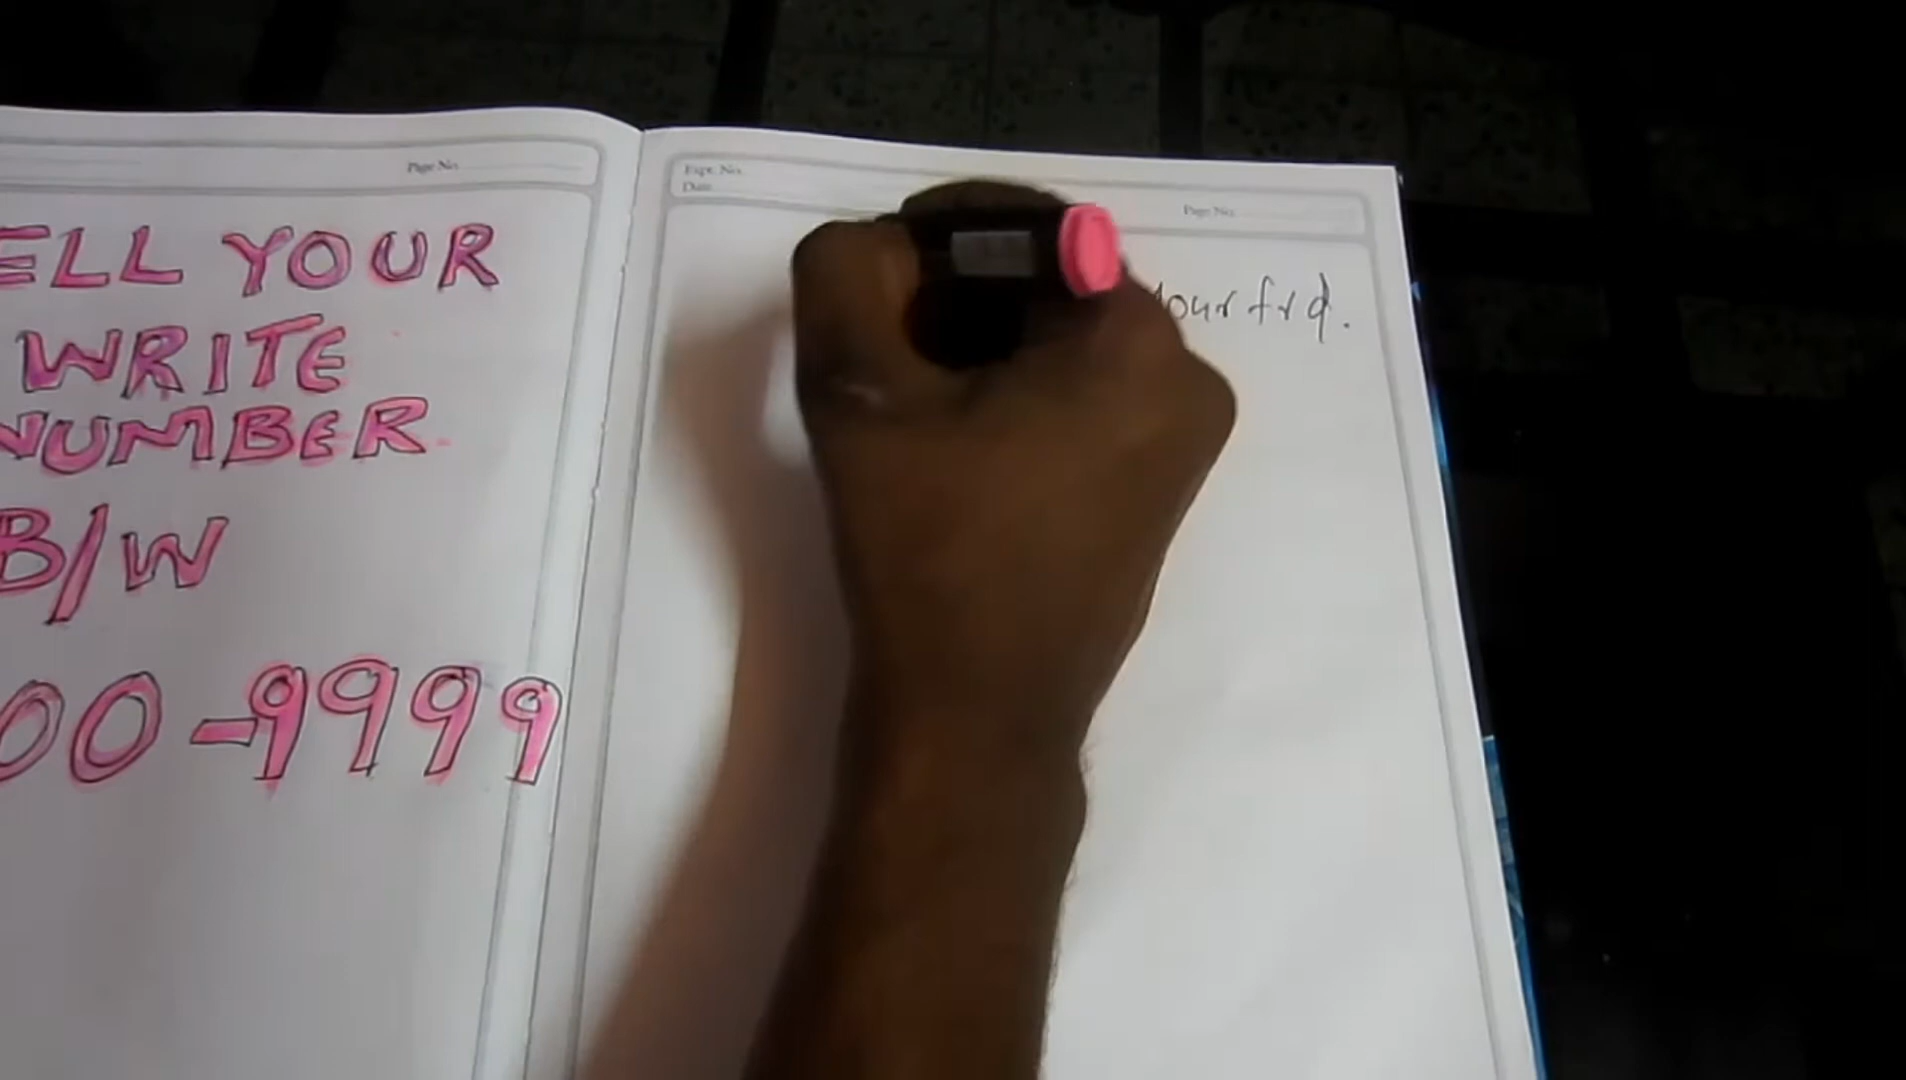 Page No.
ELL YOUR
WRITE
NUMBER
B/W
00-9999
Expt. No.
Date
Page No.
Your frd.